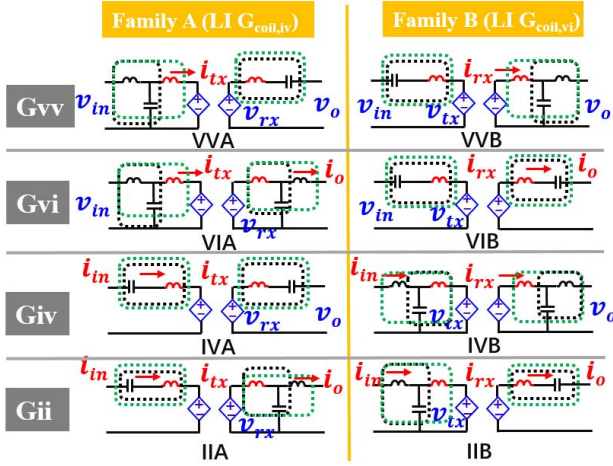 Family A (LI Gcoil,iv) Family B (LI Gcoil,vi)
Gvv
vin itx vrx vo
VVA
vtx irx vo
VVB
Gvi
vin itx vrx io
VIA
vin vtx irx io
VIB
Giv
iin itx vrx vo
IVA
iin vtx irx vo
IVB
Gii
iin itx vrx io
IIA
iin vtx irx io
IIB